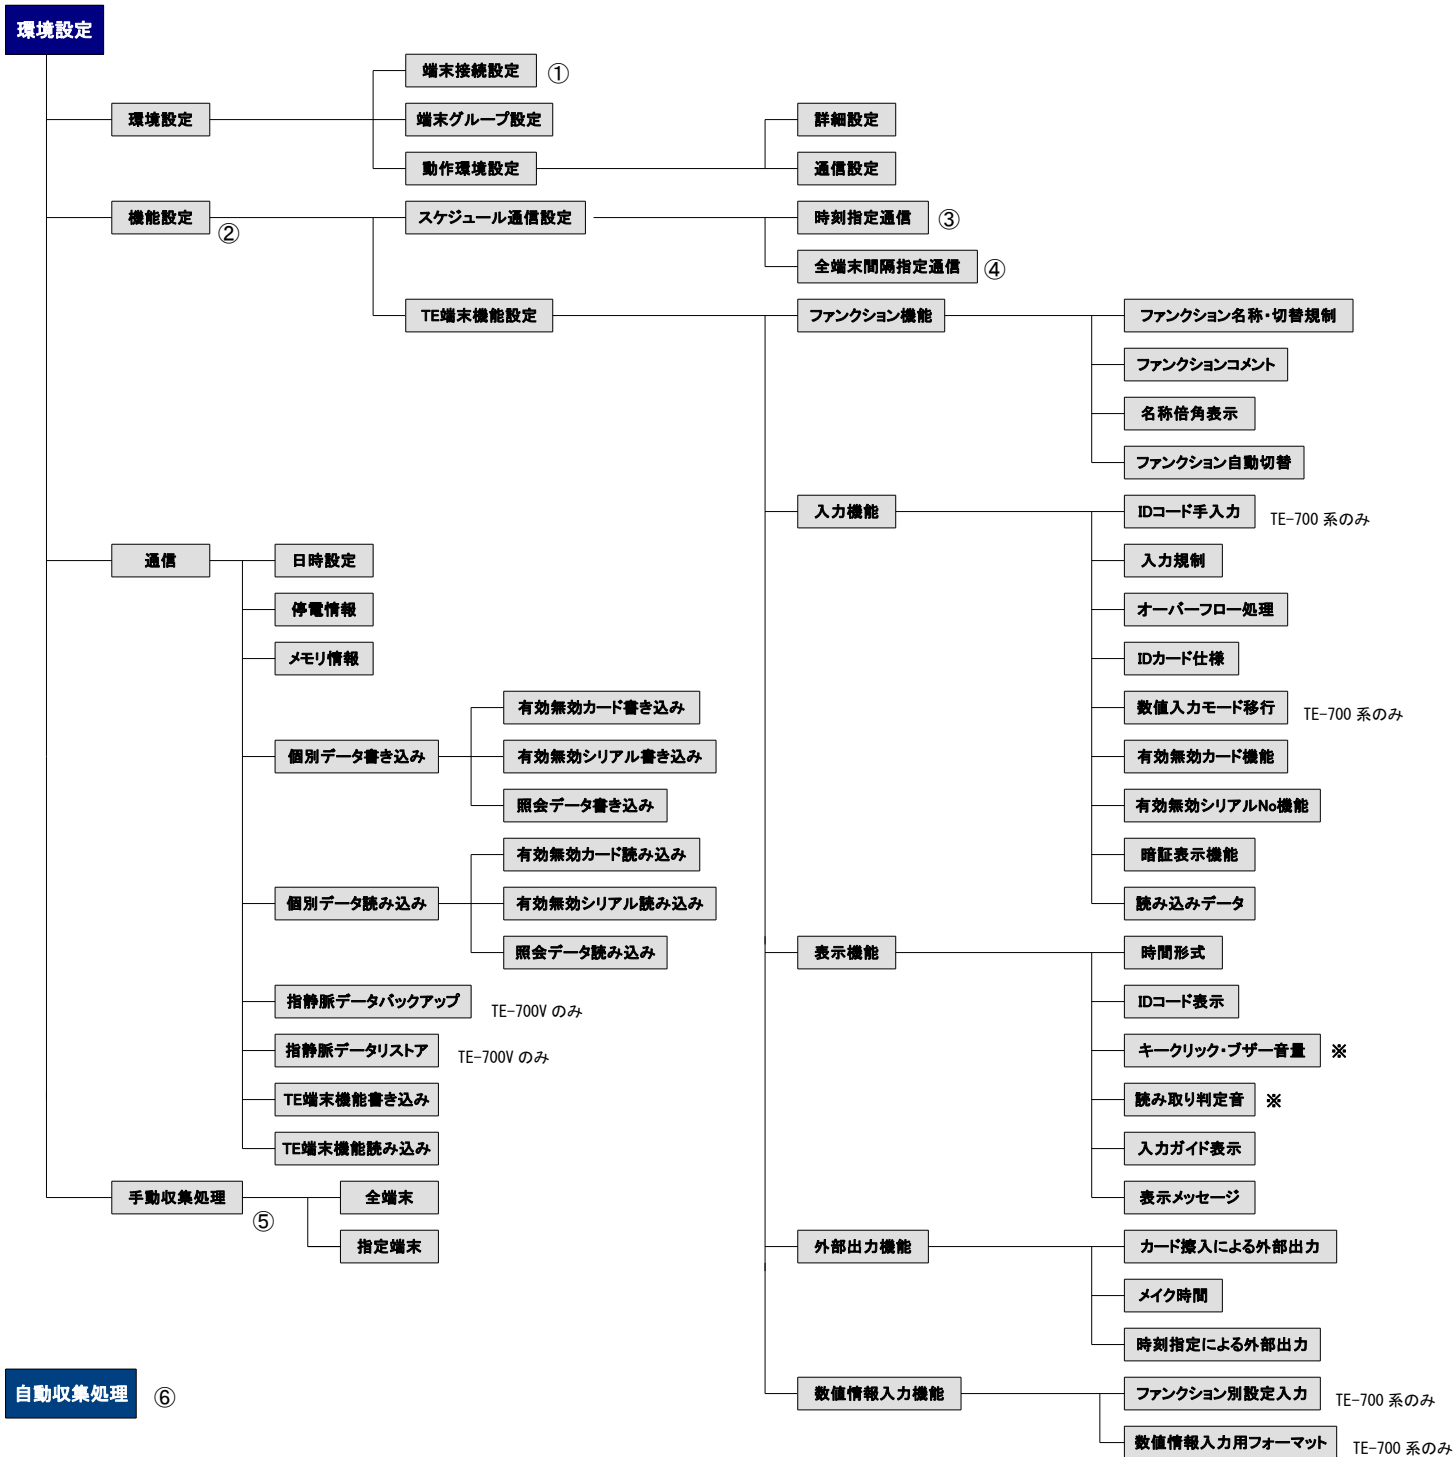 環境設定
端末接続設定 ①
環境設定
端末グループ設定
詳細設定
動作環境設定
通信設定
機能設定 ②
スケジュール通信設定
時刻指定通信 ③
全端末間隔指定通信 ④
TE端末機能設定
ファンクション機能
ファンクション名称・切替規制
ファンクションコメント
名称倍角表示
ファンクション自動切替
入力機能
IDコード手入力 TE-700 系のみ
入力規制
オーバーフロー処理
IDカード仕様
数値入力モード移行 TE-700 系のみ
有効無効カード機能
有効無効シリアルNo機能
暗証表示機能
読み込みデータ
表示機能
時間形式
IDコード表示
キークリック・ブザー音量 ※
読み取り判定音 ※
入力ガイド表示
表示メッセージ
外部出力機能
カード擦入による外部出力
メイク時間
時刻指定による外部出力
数値情報入力機能
ファンクション別設定入力 TE-700 系のみ
数値情報入力用フォーマット TE-700 系のみ
通信
日時設定
停電情報
メモリ情報
個別データ書き込み
有効無効カード書き込み
有効無効シリアル書き込み
照会データ書き込み
個別データ読み込み
有効無効カード読み込み
有効無効シリアル読み込み
照会データ読み込み
指静脈データバックアップ TE-700V のみ
指静脈データリストア TE-700V のみ
TE端末機能書き込み
TE端末機能読み込み
手動収集処理 ⑤
全端末
指定端末
自動収集処理 ⑥